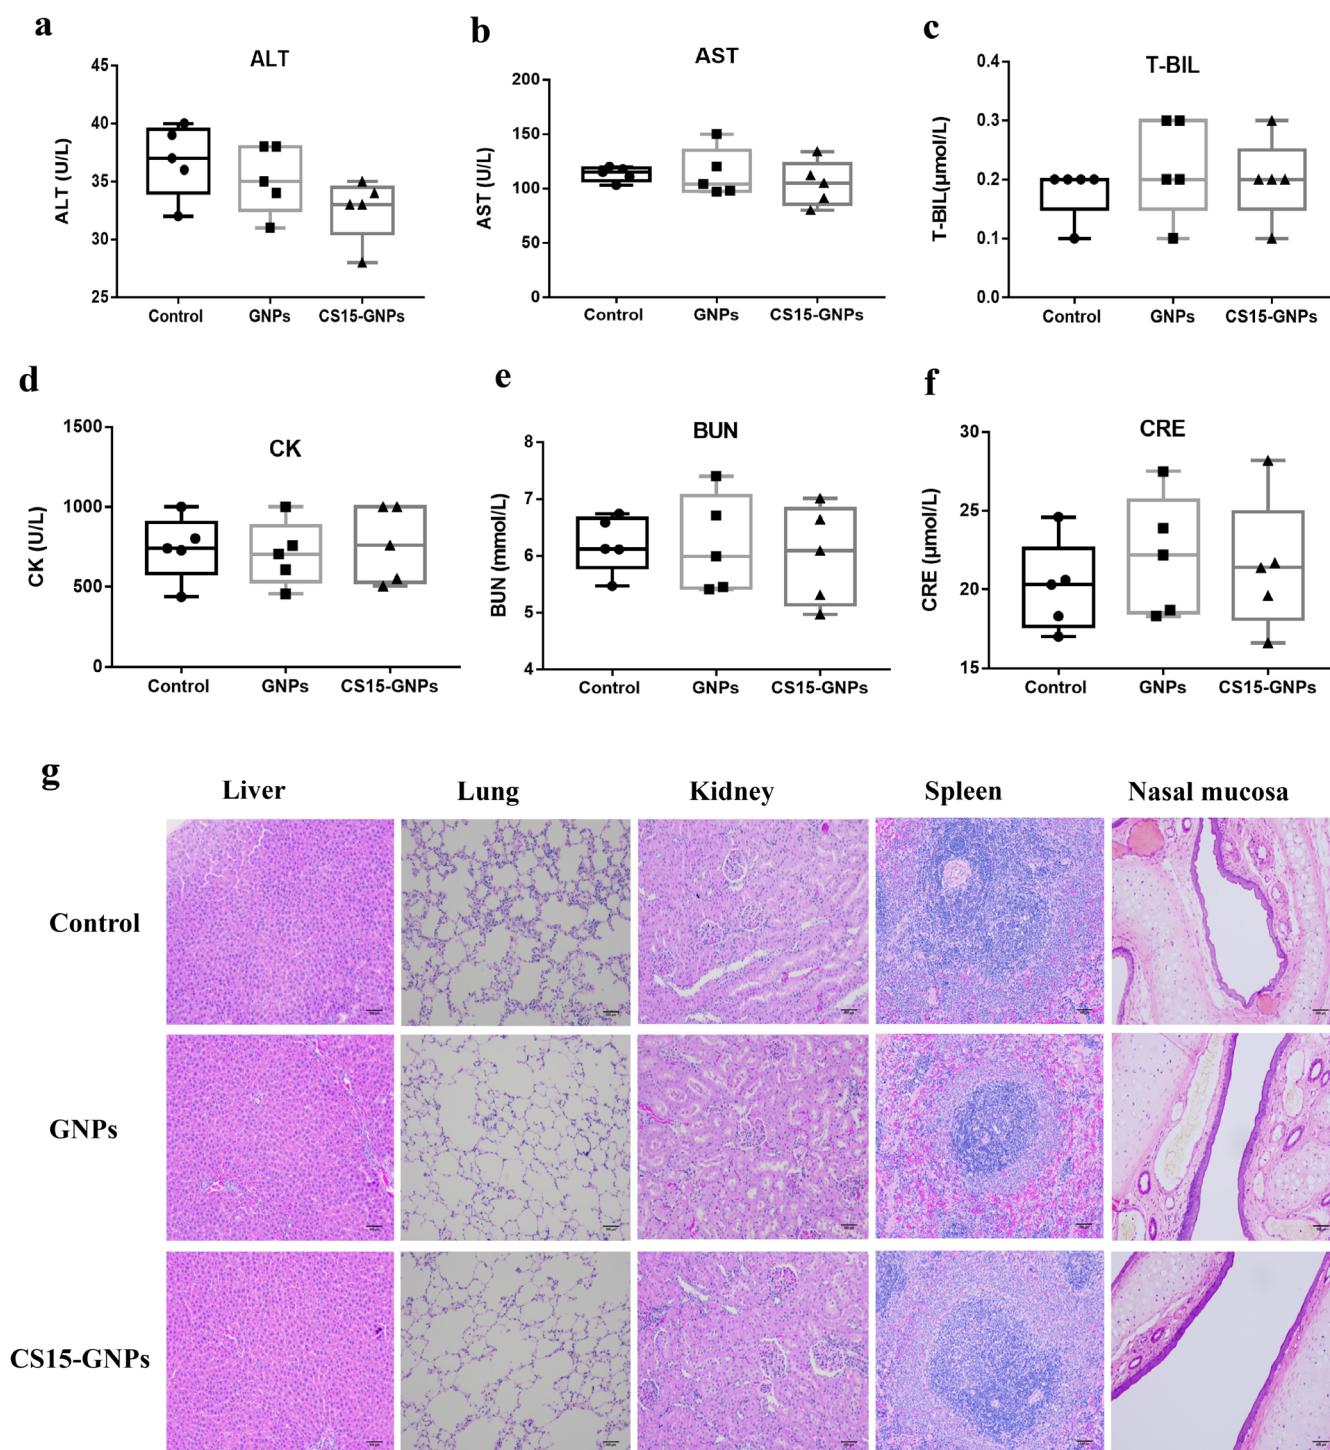 a
ALT
ALT (U/L)
45
40
35
30
25
Control GNPs CS15-GNPs
b
AST
AST (U/L)
200
150
100
50
0
Control GNPs CS15-GNPs
c
T-BIL
T-BIL(μmol/L)
0.4
0.3
0.2
0.1
0.0
Control GNPs CS15-GNPs
d
CK
CK (U/L)
1500
1000
500
0
Control GNPs CS15-GNPs
e
BUN
BUN (mmol/L)
8
7
6
5
4
Control GNPs CS15-GNPs
f
CRE
CRE (μmol/L)
30
25
20
15
Control GNPs CS15-GNPs
g
Liver Lung Kidney Spleen Nasal mucosa
Control
GNPs
CS15-GNPs